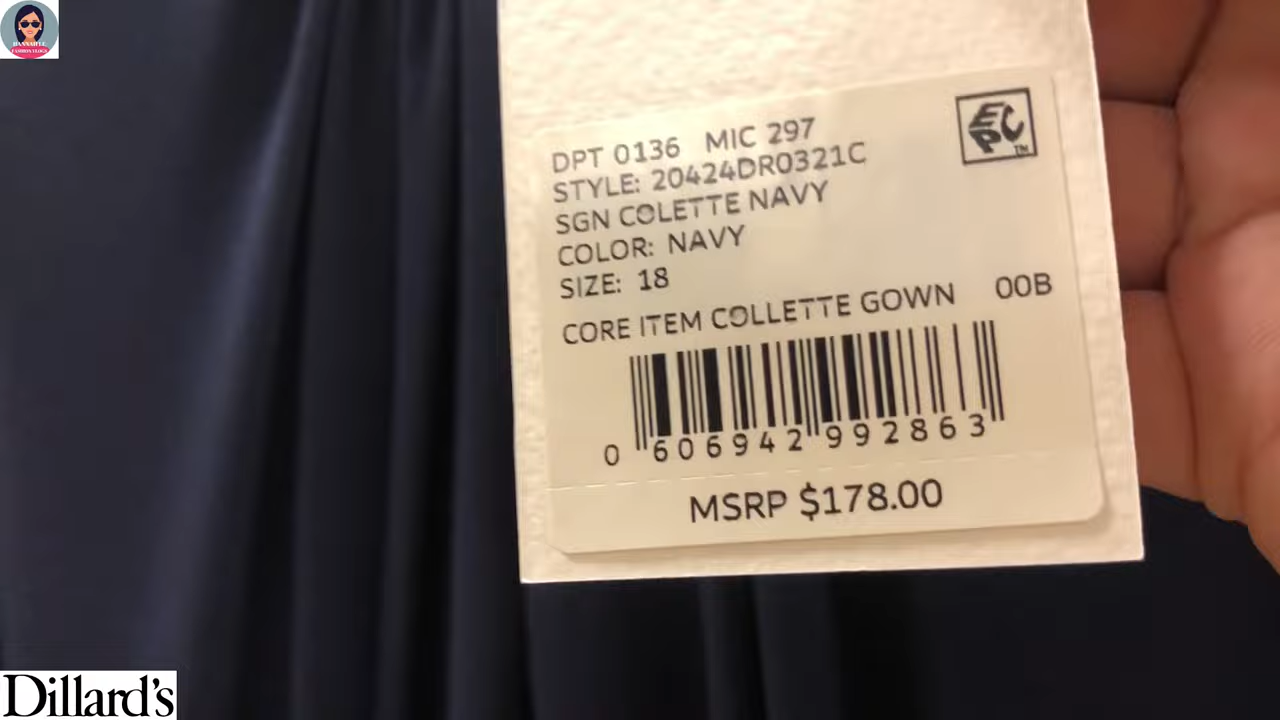 DPT 0136 MIC 297
STYLE: 20424DR0321C
SGN COLETTE NAVY
COLOR: NAVY
SIZE: 18
CORE ITEM COLLETTE GOWN 00B
EPC™
0 606942 992863
MSRP $178.00
Dillard's